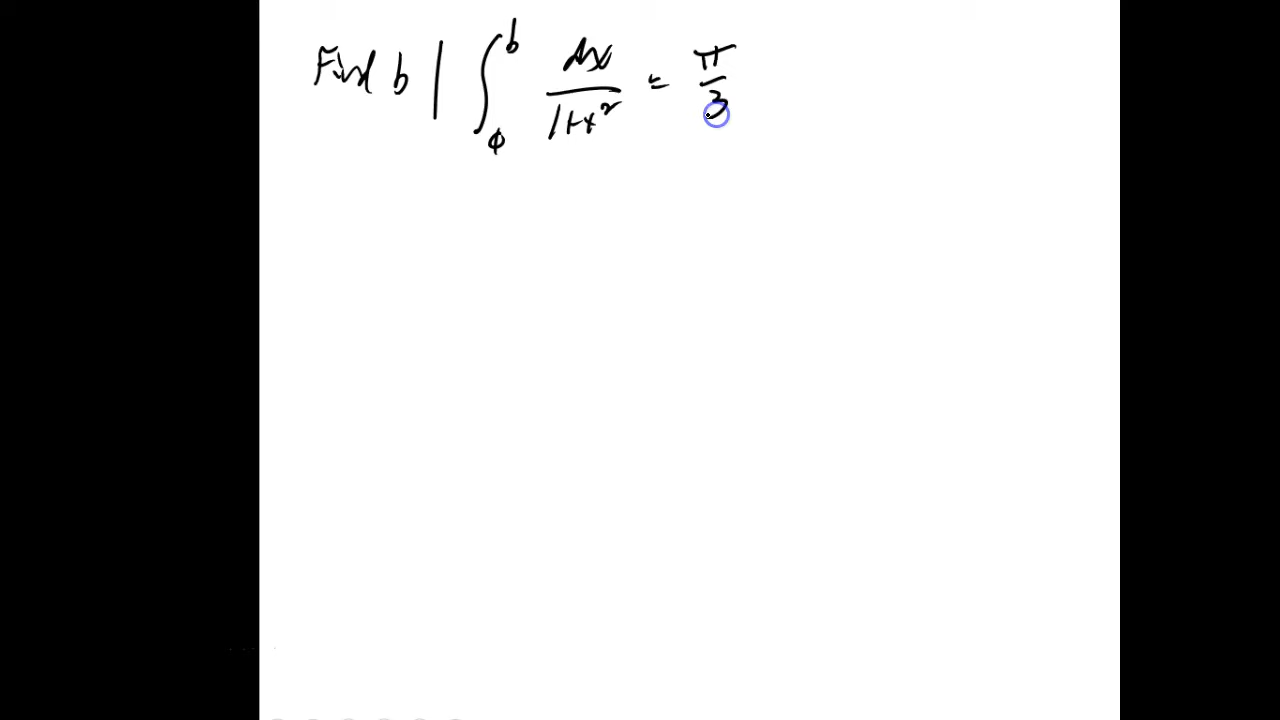 Find b | ∫_0^b dx/(1+x²) = π/3